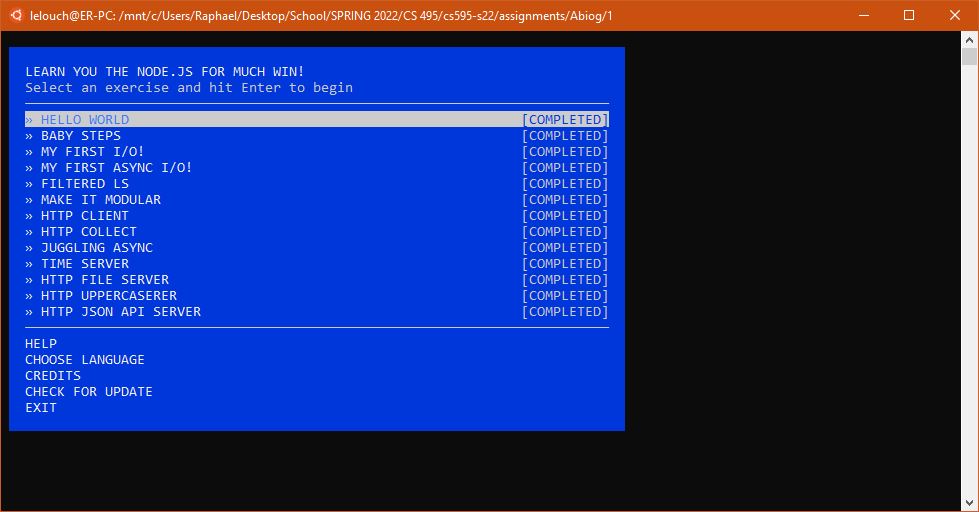 lelouch@ER-PC: /mnt/c/Users/Raphael/Desktop/School/SPRING 2022/CS 495/cs595-s22/assignments/Abiog/1
LEARN YOU THE NODE.JS FOR MUCH WIN!
Select an exercise and hit Enter to begin
» HELLO WORLD [COMPLETED]
» BABY STEPS [COMPLETED]
» MY FIRST I/O! [COMPLETED]
» MY FIRST ASYNC I/O! [COMPLETED]
» FILTERED LS [COMPLETED]
» MAKE IT MODULAR [COMPLETED]
» HTTP CLIENT [COMPLETED]
» HTTP COLLECT [COMPLETED]
» JUGGLING ASYNC [COMPLETED]
» TIME SERVER [COMPLETED]
» HTTP FILE SERVER [COMPLETED]
» HTTP UPPERCASERER [COMPLETED]
» HTTP JSON API SERVER [COMPLETED]
HELP
CHOOSE LANGUAGE
CREDITS
CHECK FOR UPDATE
EXIT